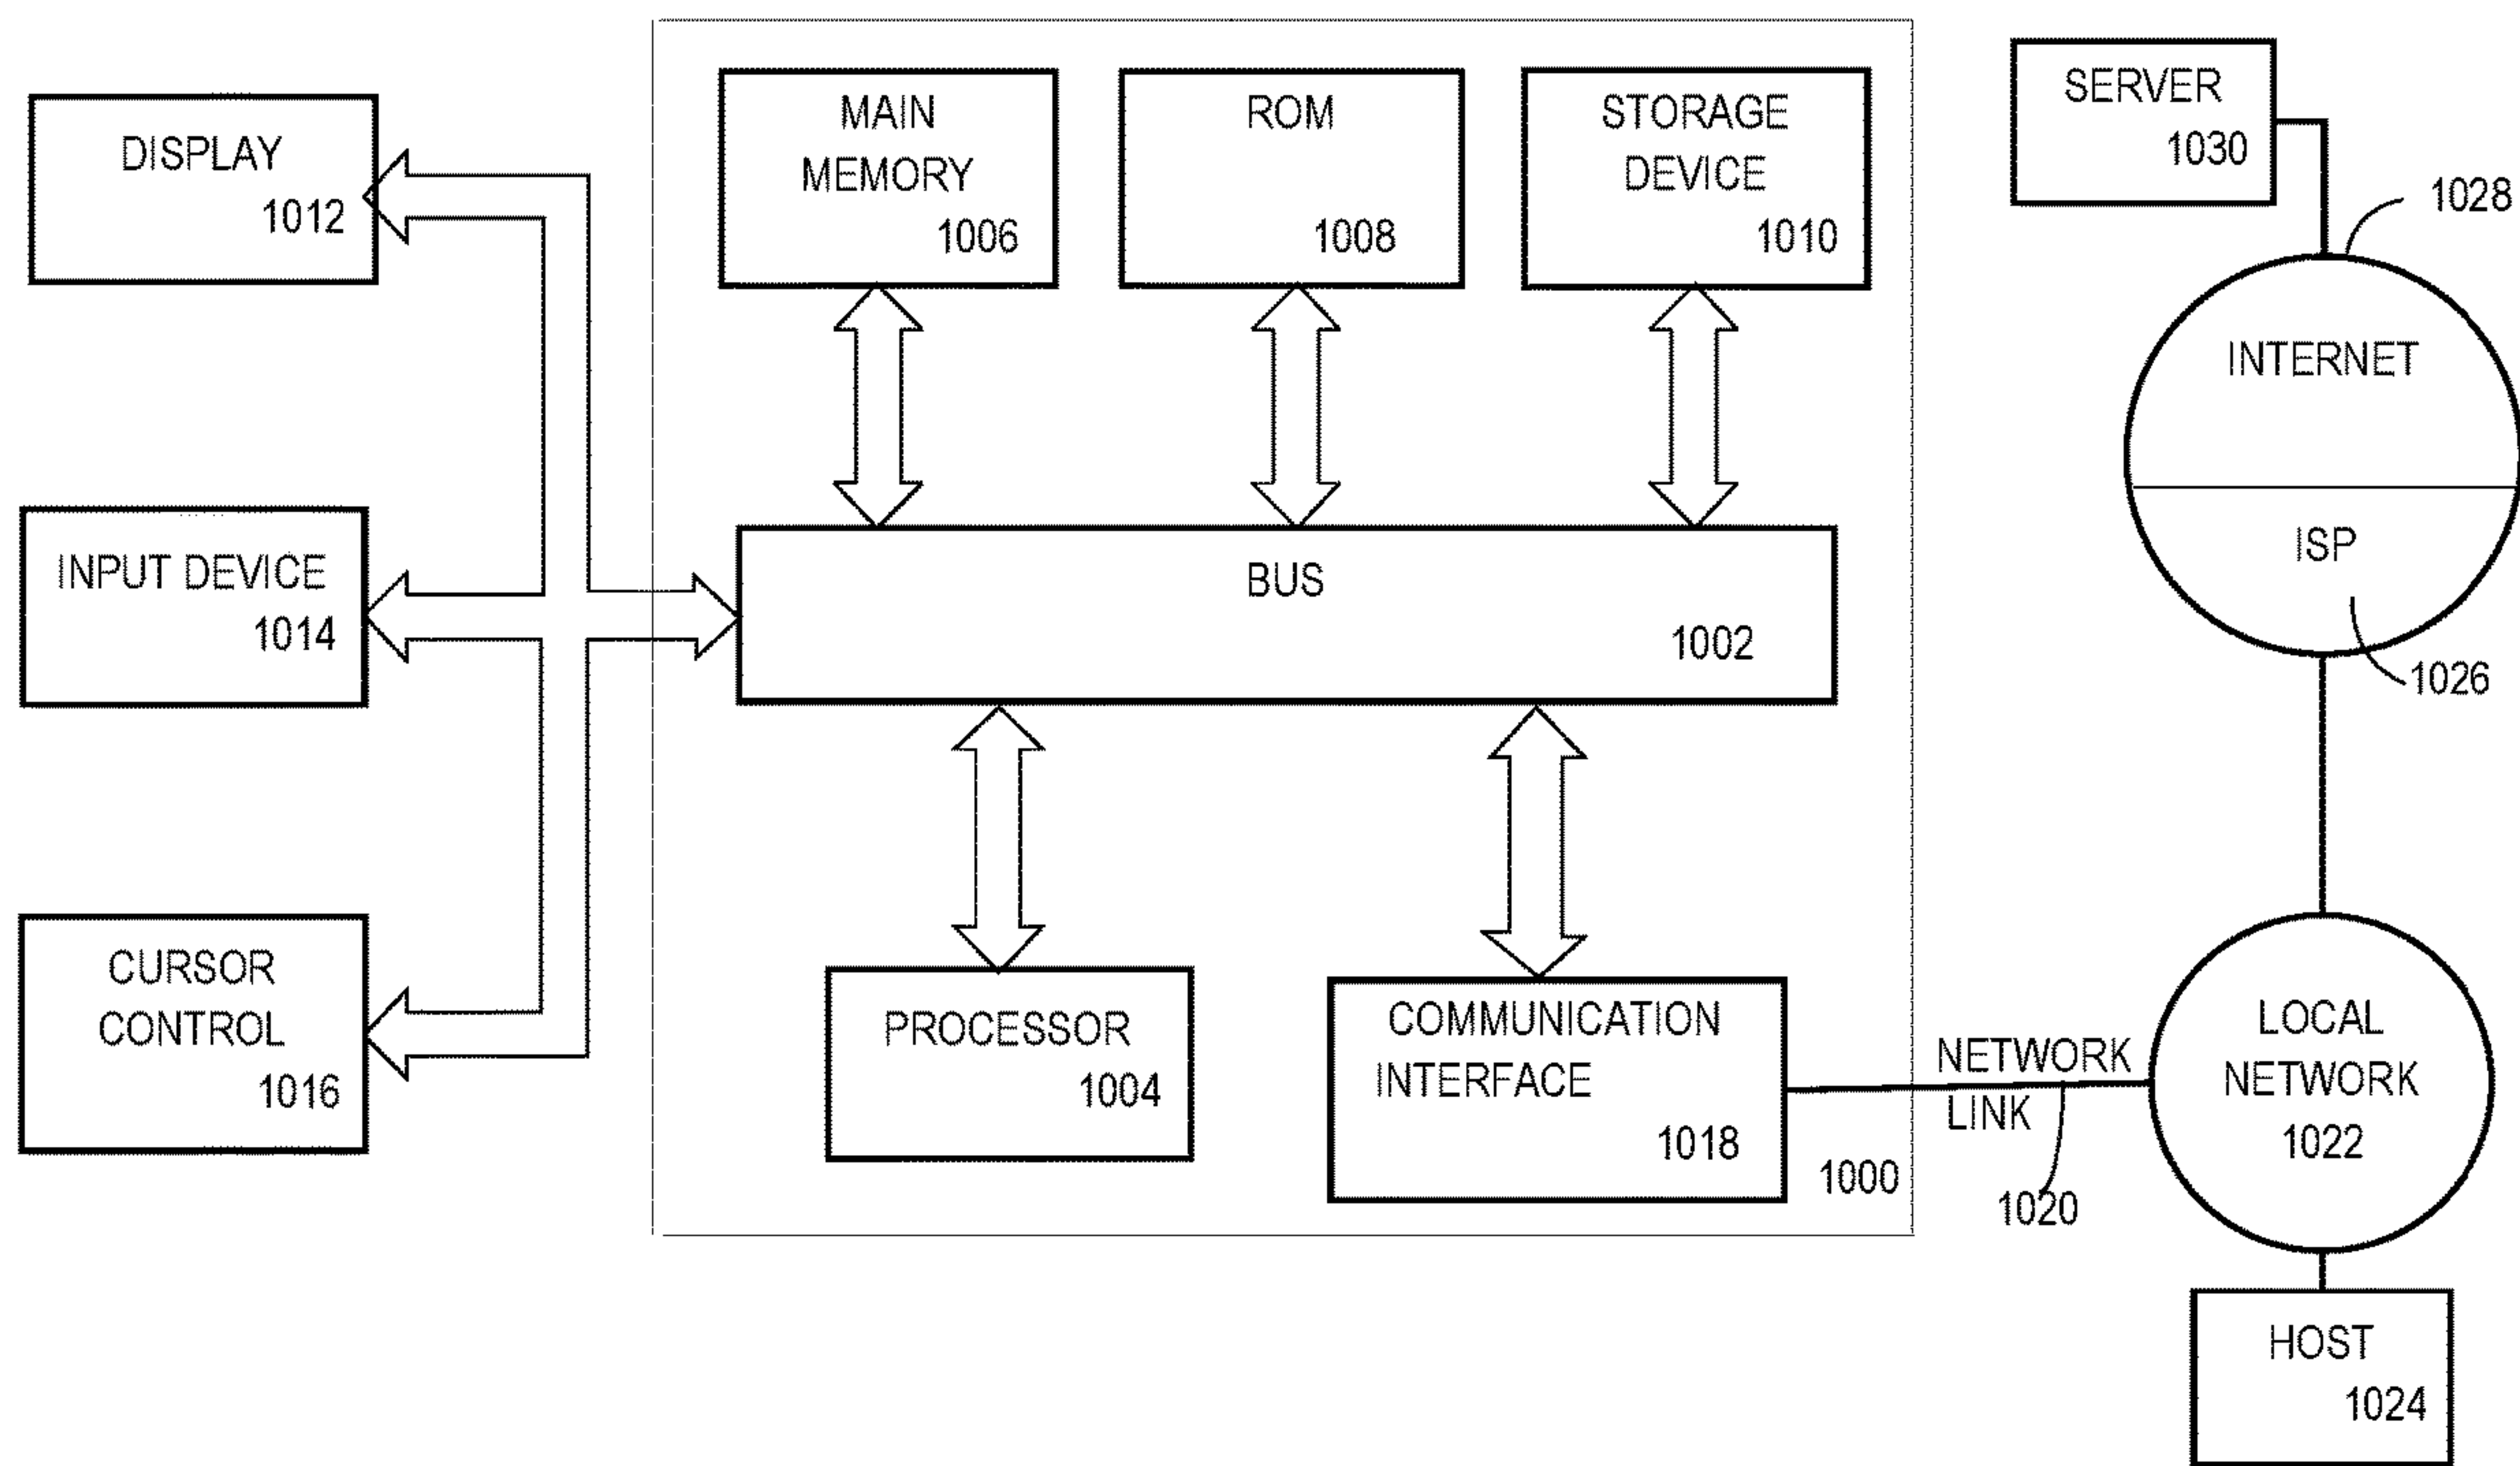 DISPLAY
1012
INPUT DEVICE
1014
CURSOR
CONTROL
1016
MAIN
MEMORY
1006
ROM
1008
STORAGE
DEVICE
1010
BUS
1002
PROCESSOR
1004
COMMUNICATION
INTERFACE
1018
1000
NETWORK
LINK
1020
SERVER
1030
1028
INTERNET
ISP
1026
LOCAL
NETWORK
1022
HOST
1024